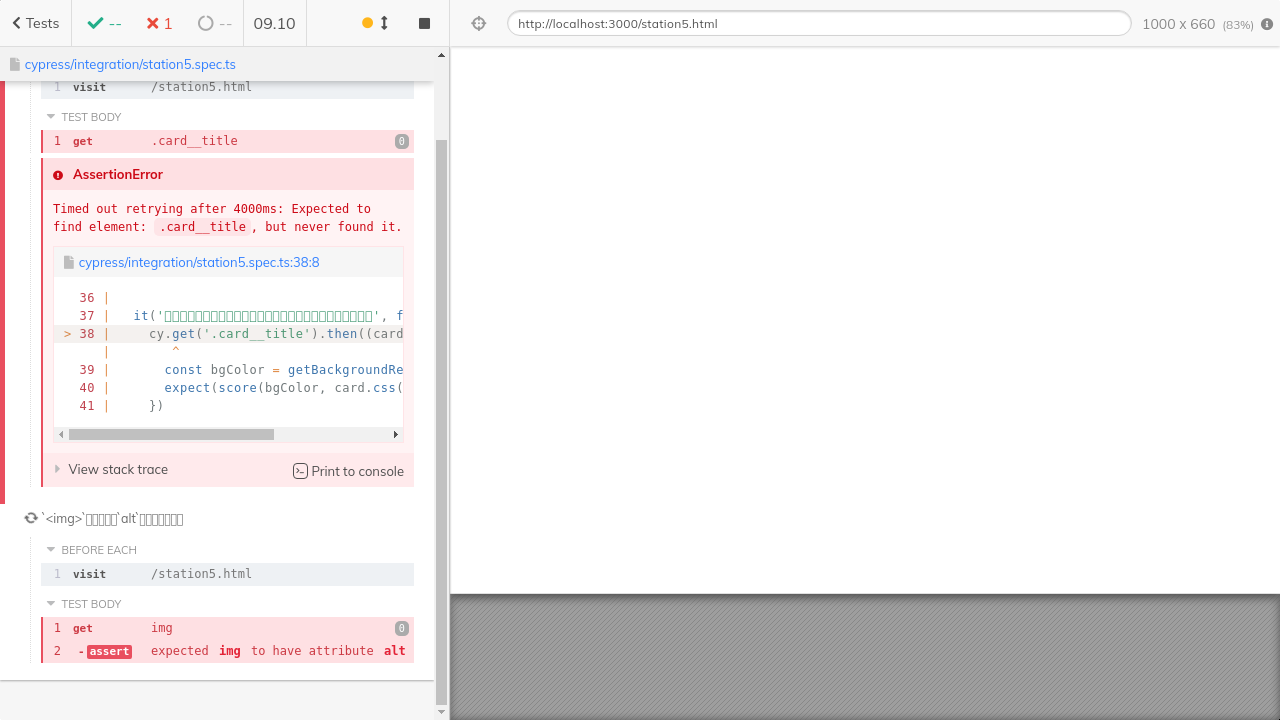 Tests
--
1
--
09.10
http://localhost:3000/station5.html
1000 x 660 (83%)
cypress/integration/station5.spec.ts
1 visit /station5.html
TEST BODY
1 get .card__title 0
AssertionError
Timed out retrying after 4000ms: Expected to
find element: .card__title, but never found it.
cypress/integration/station5.spec.ts:38:8
36 |
37 | it('', f
> 38 | cy.get('.card__title').then((card
| ^
39 | const bgColor = getBackgroundRe
40 | expect(score(bgColor, card.css(
41 | })
View stack trace
Print to console
`<img>` `alt`
BEFORE EACH
1 visit /station5.html
TEST BODY
1 get img 0
2 -assert expected img to have attribute alt